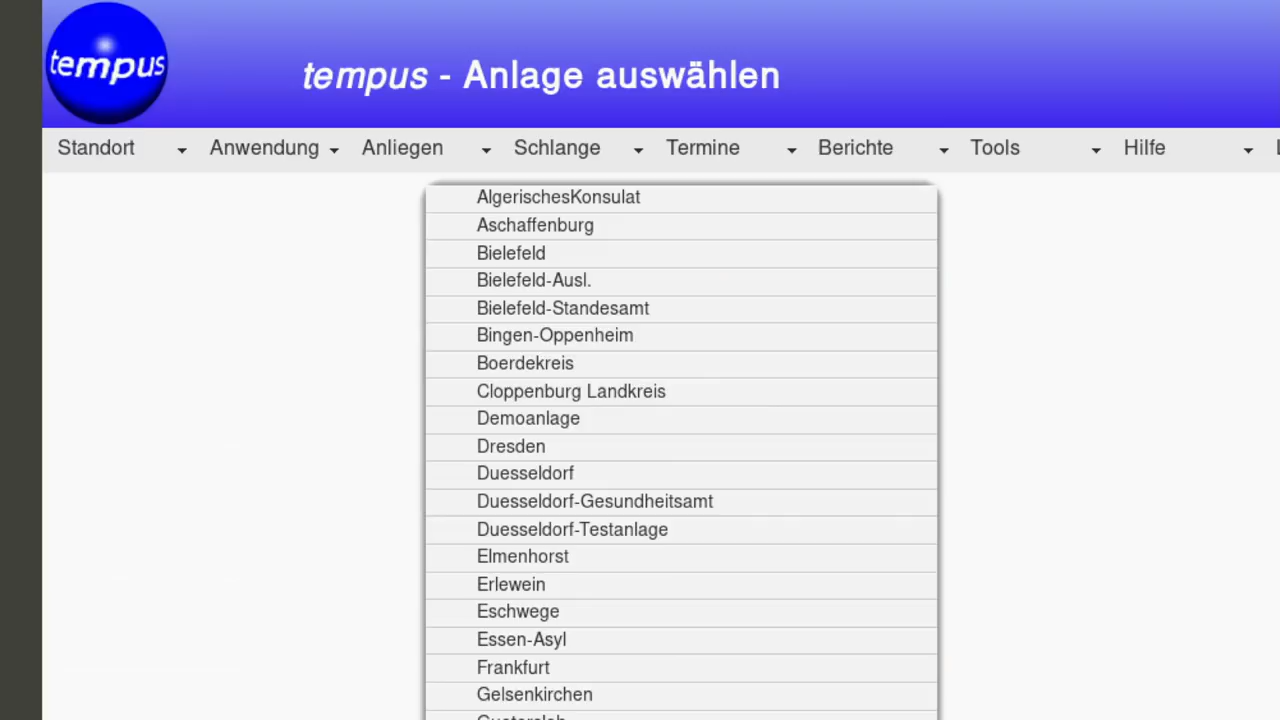 tempus
tempus - Anlage auswählen
Standort Anwendung Anliegen Schlange Termine Berichte Tools Hilfe
AlgerischesKonsulat
Aschaffenburg
Bielefeld
Bielefeld-Ausl.
Bielefeld-Standesamt
Bingen-Oppenheim
Boerdekreis
Cloppenburg Landkreis
Demoanlage
Dresden
Duesseldorf
Duesseldorf-Gesundheitsamt
Duesseldorf-Testanlage
Elmenhorst
Erlewein
Eschwege
Essen-Asyl
Frankfurt
Gelsenkirchen